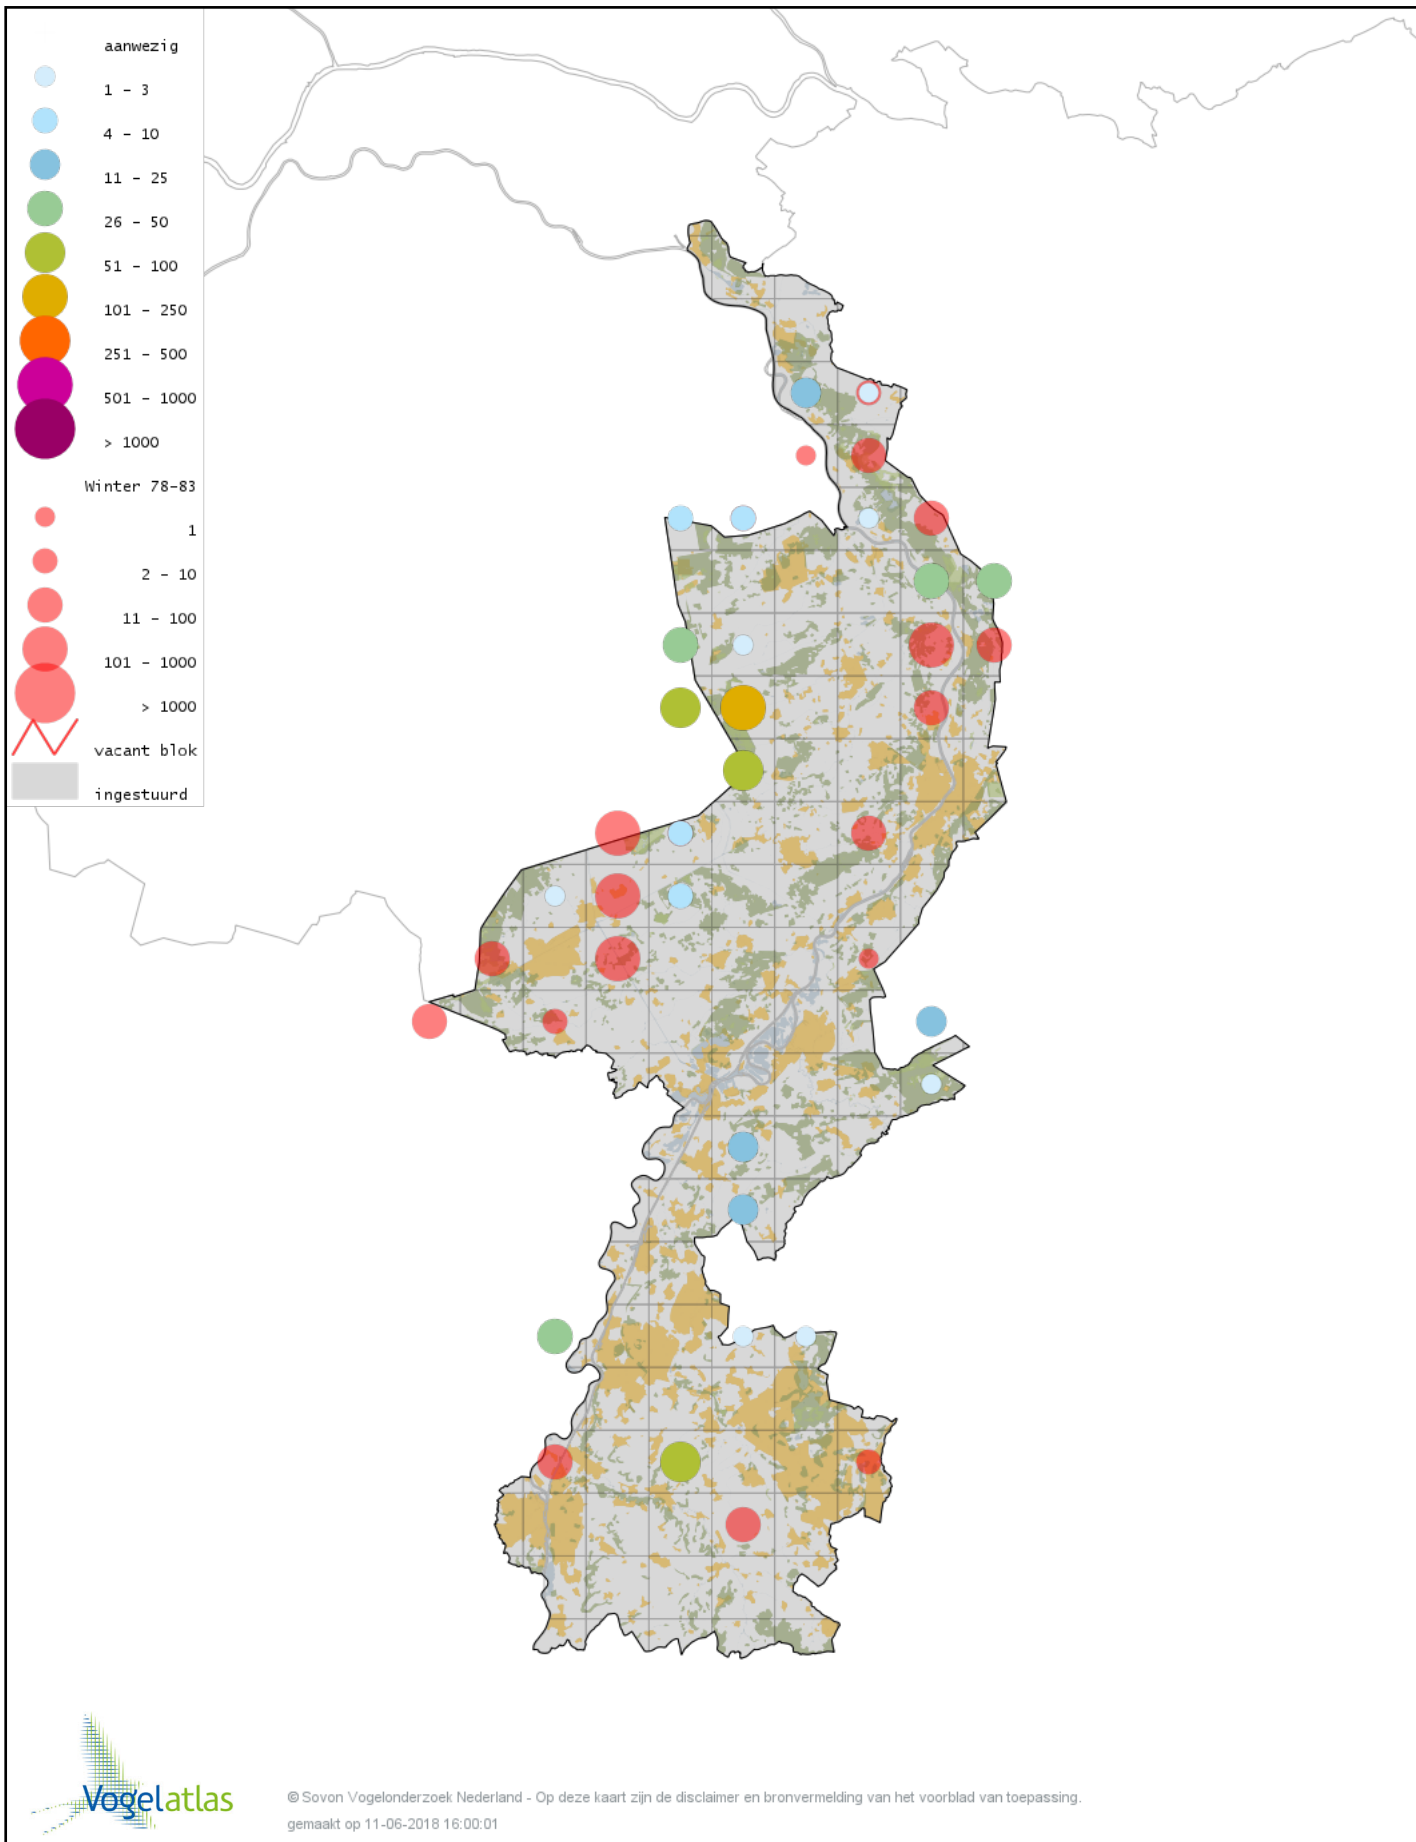 aanwezig
1 - 3
4 - 10
11 - 25
26 - 50
51 - 100
101 - 250
251 - 500
501 - 1000
> 1000
Winter 78-83
1
2 - 10
11 - 100
101 - 1000
> 1000
vacant blok
ingestuurd
Vogelatlas
© Sovon Vogelonderzoek Nederland - Op deze kaart zijn de disclaimer en bronvermelding van het voorblad van toepassing.
gemaakt op 11-06-2018 16:00:01